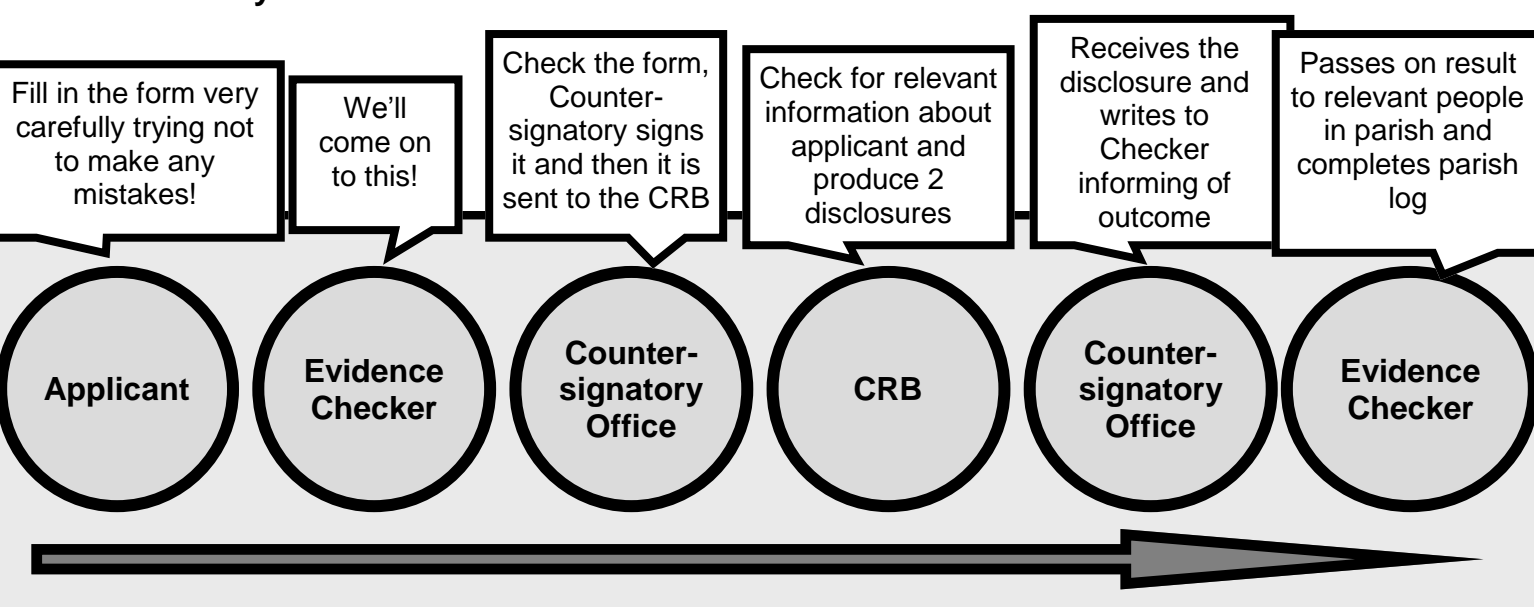 Fill in the form very
carefully trying not
to make any
mistakes!
We'll
come on
to this!
Check the form,
Counter-
signatory signs
it and then it is
sent to the CRB
Check for relevant
information about
applicant and
produce 2
disclosures
Receives the
disclosure and
writes to
Checker
informing of
outcome
Passes on result
to relevant people
in parish and
completes parish
log
Applicant
Evidence
Checker
Counter-
signatory
Office
CRB
Counter-
signatory
Office
Evidence
Checker